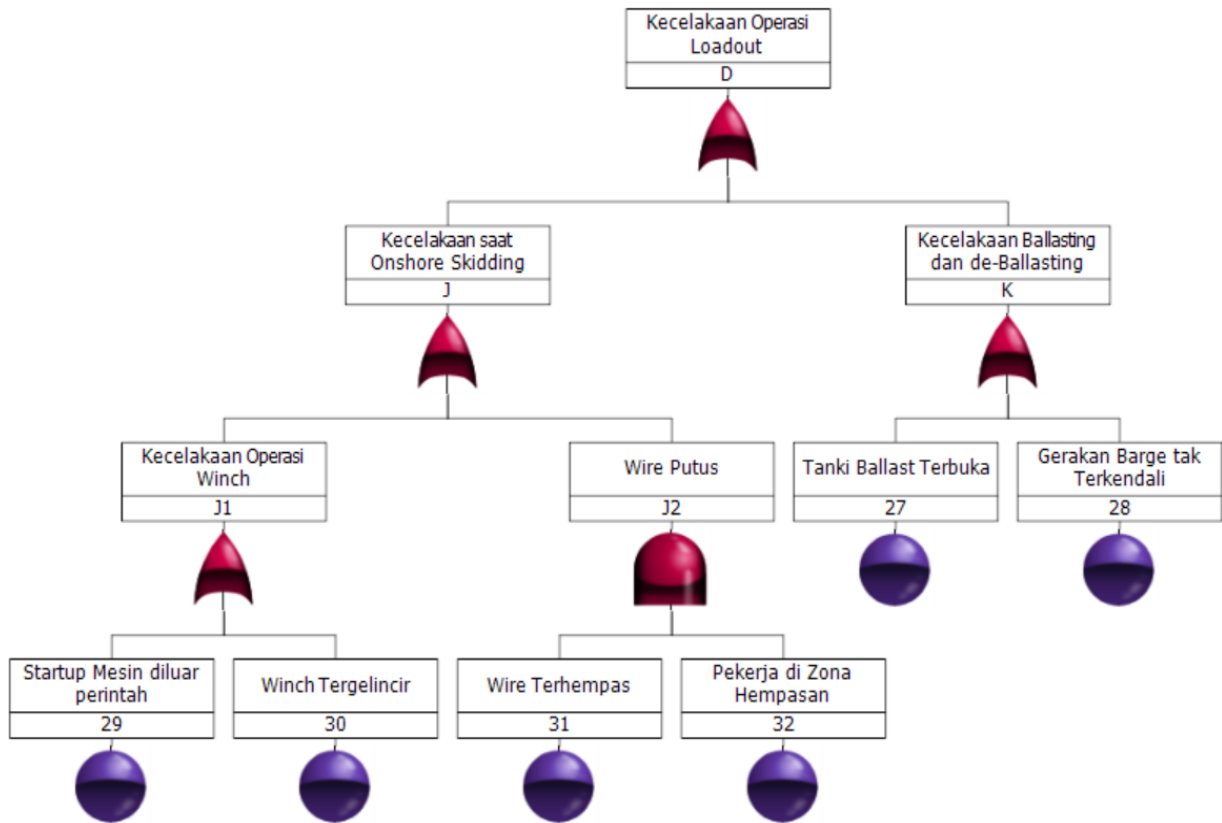 Kecelakaan Operasi
Loadout
D
Kecelakaan saat
Onshore Skidding
J
Kecelakaan Ballasting
dan de-Ballasting
K
Kecelakaan Operasi
Winch
J1
Wire Putus
J2
Tanki Ballast Terbuka
27
Gerakan Barge tak
Terkendali
28
Startup Mesin diluar
perintah
29
Winch Tergelincir
30
Wire Terhempas
31
Pekerja di Zona
Hempasan
32